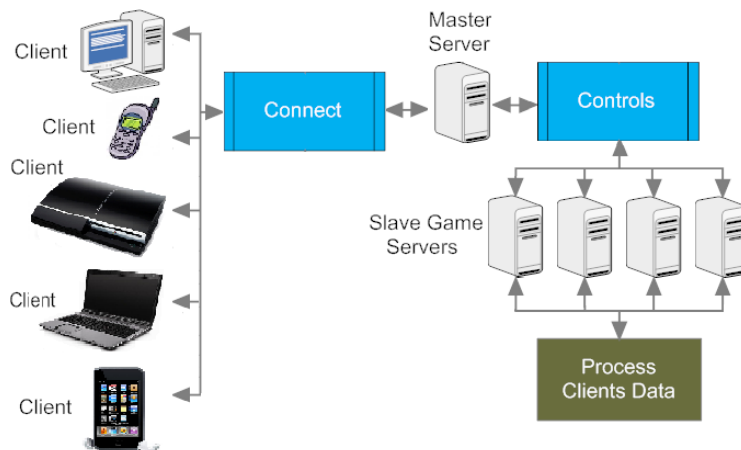 Client
Client
Client
Client
Client
Connect
Master
Server
Controls
Slave Game
Servers
Process
Clients Data